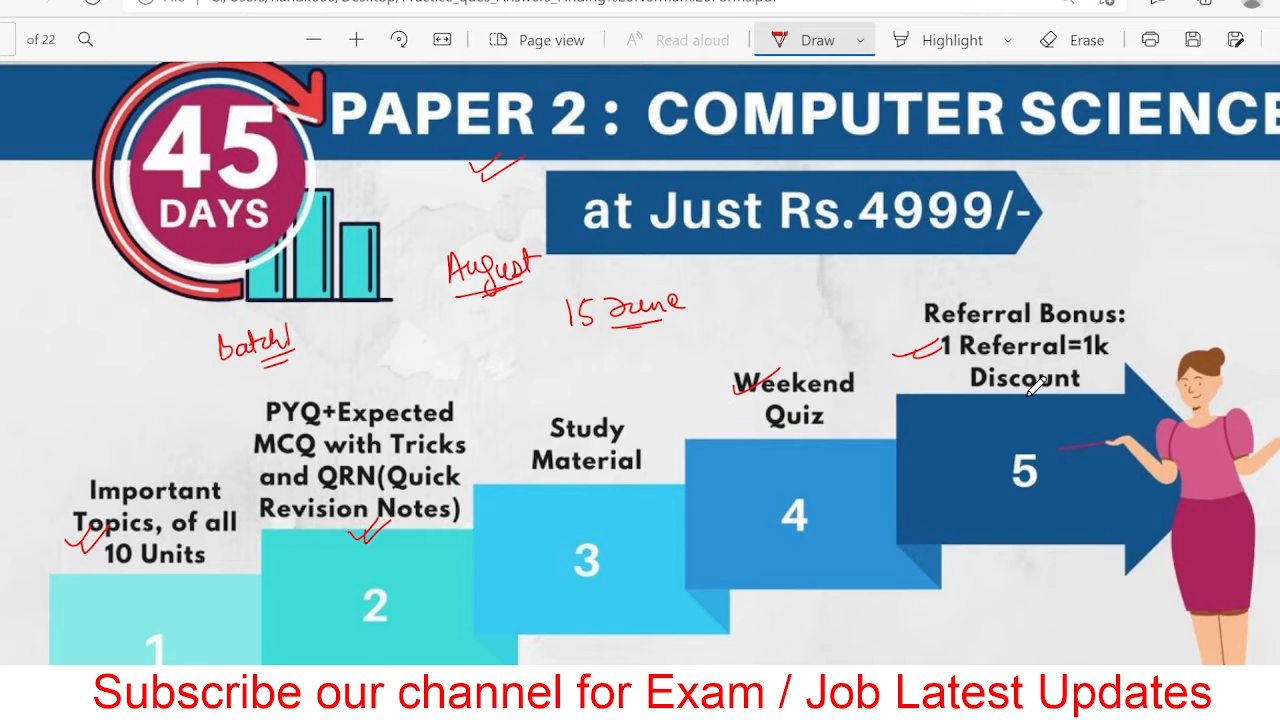 of 22
Page view
Read aloud
Draw
Highlight
Erase
45
DAYS
PAPER 2 : COMPUTER SCIENCE
at Just Rs.4999/-
August
15 June
Batch1
Referral Bonus:
1 Referral=1k
Discount
Weekend
Quiz
PYQ+Expected
MCQ with Tricks
and QRN(Quick
Revision Notes)
Study
Material
Important
Topics, of all
10 Units
5
4
3
2
1
Subscribe our channel for Exam / Job Latest Updates